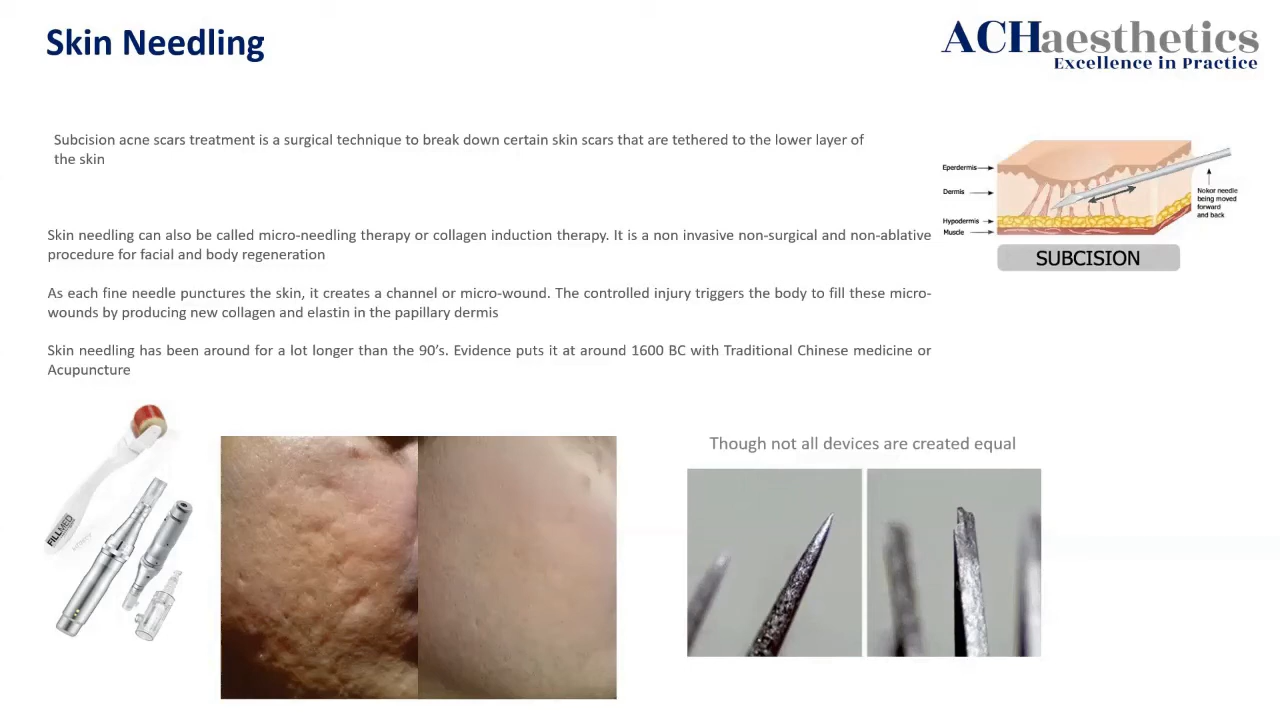 Skin Needling
ACHaesthetics
Excellence in Practice
Subcision acne scars treatment is a surgical technique to break down certain skin scars that are tethered to the lower layer of
the skin
Eperdermis
Dermis
Hypodermis
Muscle
Nokor needle
being moved
forward
and back
SUBCISION
Skin needling can also be called micro-needling therapy or collagen induction therapy. It is a non invasive non-surgical and non-ablative
procedure for facial and body regeneration
As each fine needle punctures the skin, it creates a channel or micro-wound. The controlled injury triggers the body to fill these micro-
wounds by producing new collagen and elastin in the papillary dermis
Skin needling has been around for a lot longer than the 90’s. Evidence puts it at around 1600 BC with Traditional Chinese medicine or
Acupuncture
FILLMED
Though not all devices are created equal